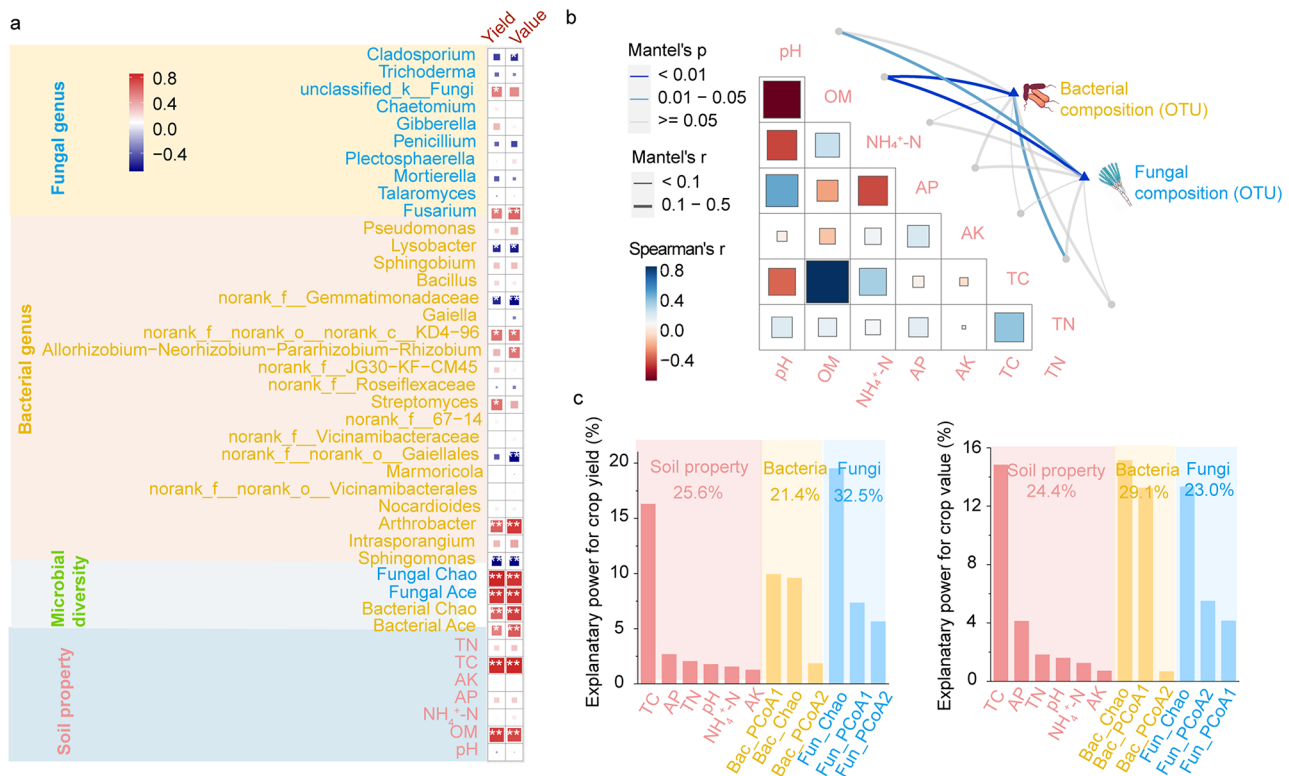 a
Yield
Value
Fungal genus
0.8
0.4
0.0
−0.4
Cladosporium
Trichoderma
unclassified_k__Fungi
Chaetomium
Gibberella
Penicillium
Plectosphaerella
Mortierella
Talaromyces
Fusarium
Bacterial genus
Pseudomonas
Lysobacter
Sphingobium
Bacillus
norank_f__Gemmatimonadaceae
Gaiella
norank_f__norank_o__norank_c__KD4−96
Allorhizobium−Neorhizobium−Pararhizobium−Rhizobium
norank_f__JG30−KF−CM45
norank_f__Roseiflexaceae
Streptomyces
norank_f__67−14
norank_f__Vicinamibacteraceae
norank_f__norank_o__Gaiellales
Marmoricola
norank_f__norank_o__Vicinamibacterales
Nocardioides
Arthrobacter
Intrasporangium
Sphingomonas
Microbial
diversity
Fungal Chao
Fungal Ace
Bacterial Chao
Bacterial Ace
Soil property
TN
TC
AK
AP
NH₄⁺-N
OM
pH
b
Mantel's p
< 0.01
0.01 − 0.05
>= 0.05
Mantel's r
< 0.1
0.1 − 0.5
Spearman's r
0.8
0.4
0.0
−0.4
pH
OM
NH₄⁺-N
AP
AK
TC
TN
pH
OM
NH₄⁺-N
AP
AK
TC
TN
Bacterial
composition (OTU)
Fungal
composition (OTU)
c
Explanatary power for crop yield (%)
20
15
10
5
0
Soil property
25.6%
Bacteria
21.4%
Fungi
32.5%
TC
AP
TN
pH
NH₄⁺-N
AK
Bac_PCoA1
Bac_Chao
Bac_PCoA2
Fun_Chao
Fun_PCoA1
Fun_PCoA2
Explanatary power for crop value (%)
16
12
8
4
0
Soil property
24.4%
Bacteria
29.1%
Fungi
23.0%
TC
AP
TN
pH
NH₄⁺-N
AK
Bac_Chao
Bac_PCoA1
Bac_PCoA2
Fun_Chao
Fun_PCoA2
Fun_PCoA1